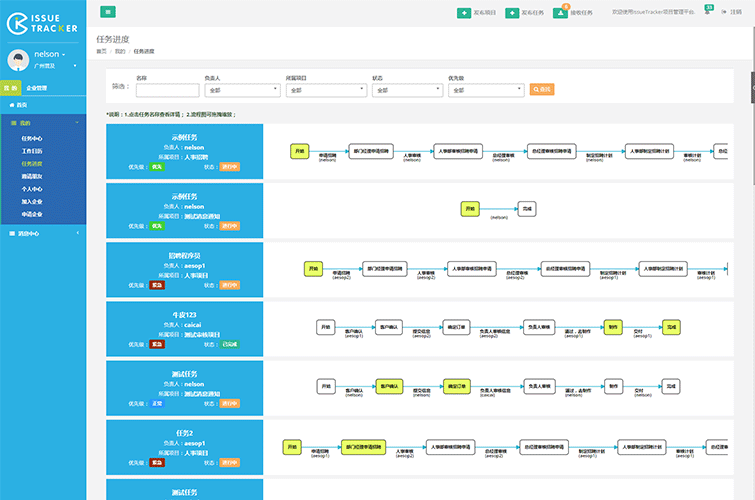 ISSUE
TRACKER
发布项目
发布任务
6
接收任务
欢迎使用IssueTracker项目管理平台.
23
注销
nelson
我 的
企业管理
首页
我的
任务中心
工作日历
任务进度
邀请朋友
个人中心
加入企业
申请企业
消息中心
任务进度
首页 / 我的 / 任务进度
筛选：
名称
负责人
所属项目
状态
优先级
全部
全部
全部
全部
查找
*说明：1.点击任务名称查看详情；2.流程图可拖拽缩放；
示例任务
负责人：nelson
所属项目：人事招聘
优先级： 优先 状态： 进行中
开始
申请招聘
(nelson)
部门经理申请招聘
人事审核
(nelson)
人事部审核招聘申请
总经理审核
(nelson)
总经理审核招聘申请
制定招聘计划
(nelson)
人事部制定招聘计划
审核计划
(nelson)
示例任务
负责人：nelson
所属项目：测试消息通知
优先级： 优先 状态： 进行中
开始
(nelson)
完成
招聘程序员
负责人：aesop1
所属项目：人事项目
优先级： 紧急 状态： 进行中
开始
申请招聘
(aesop2)
部门经理申请招聘
人事审核
(aesop2)
人事部审核招聘申请
总经理审核
(aesop2)
总经理审核招聘申请
制定招聘计划
(aesop1)
人事部制定招聘计划
审核计划
(aesop1)
牛皮123
负责人：caicai
所属项目：测试审核项目
优先级： 紧急 状态： 已完成
开始
客户确认
(aesop1)
客户确认
提交信息
(aesop2)
确定订单
负责人审核
(aesop2)
负责人审核
通过，去制作
(aesop1)
制作
交付
(aesop1)
完成
测试任务
负责人：nelson
所属项目：测试消息通知
优先级： 正常 状态： 进行中
开始
客户确认
(nelson)
客户确认
提交信息
(nelson)
确定订单
负责人审核
(caicai)
负责人审核
通过，去制作
(nelson)
制作
交付
(nelson)
完成
任务2
负责人：aesop1
所属项目：人事项目
优先级： 紧急 状态： 进行中
开始
申请招聘
(aesop1)
部门经理申请招聘
人事审核
(aesop2)
人事部审核招聘申请
总经理审核
(aesop2)
总经理审核招聘申请
制定招聘计划
(aesop1)
人事部制定招聘计划
审核计划
(aesop1)
测试任务